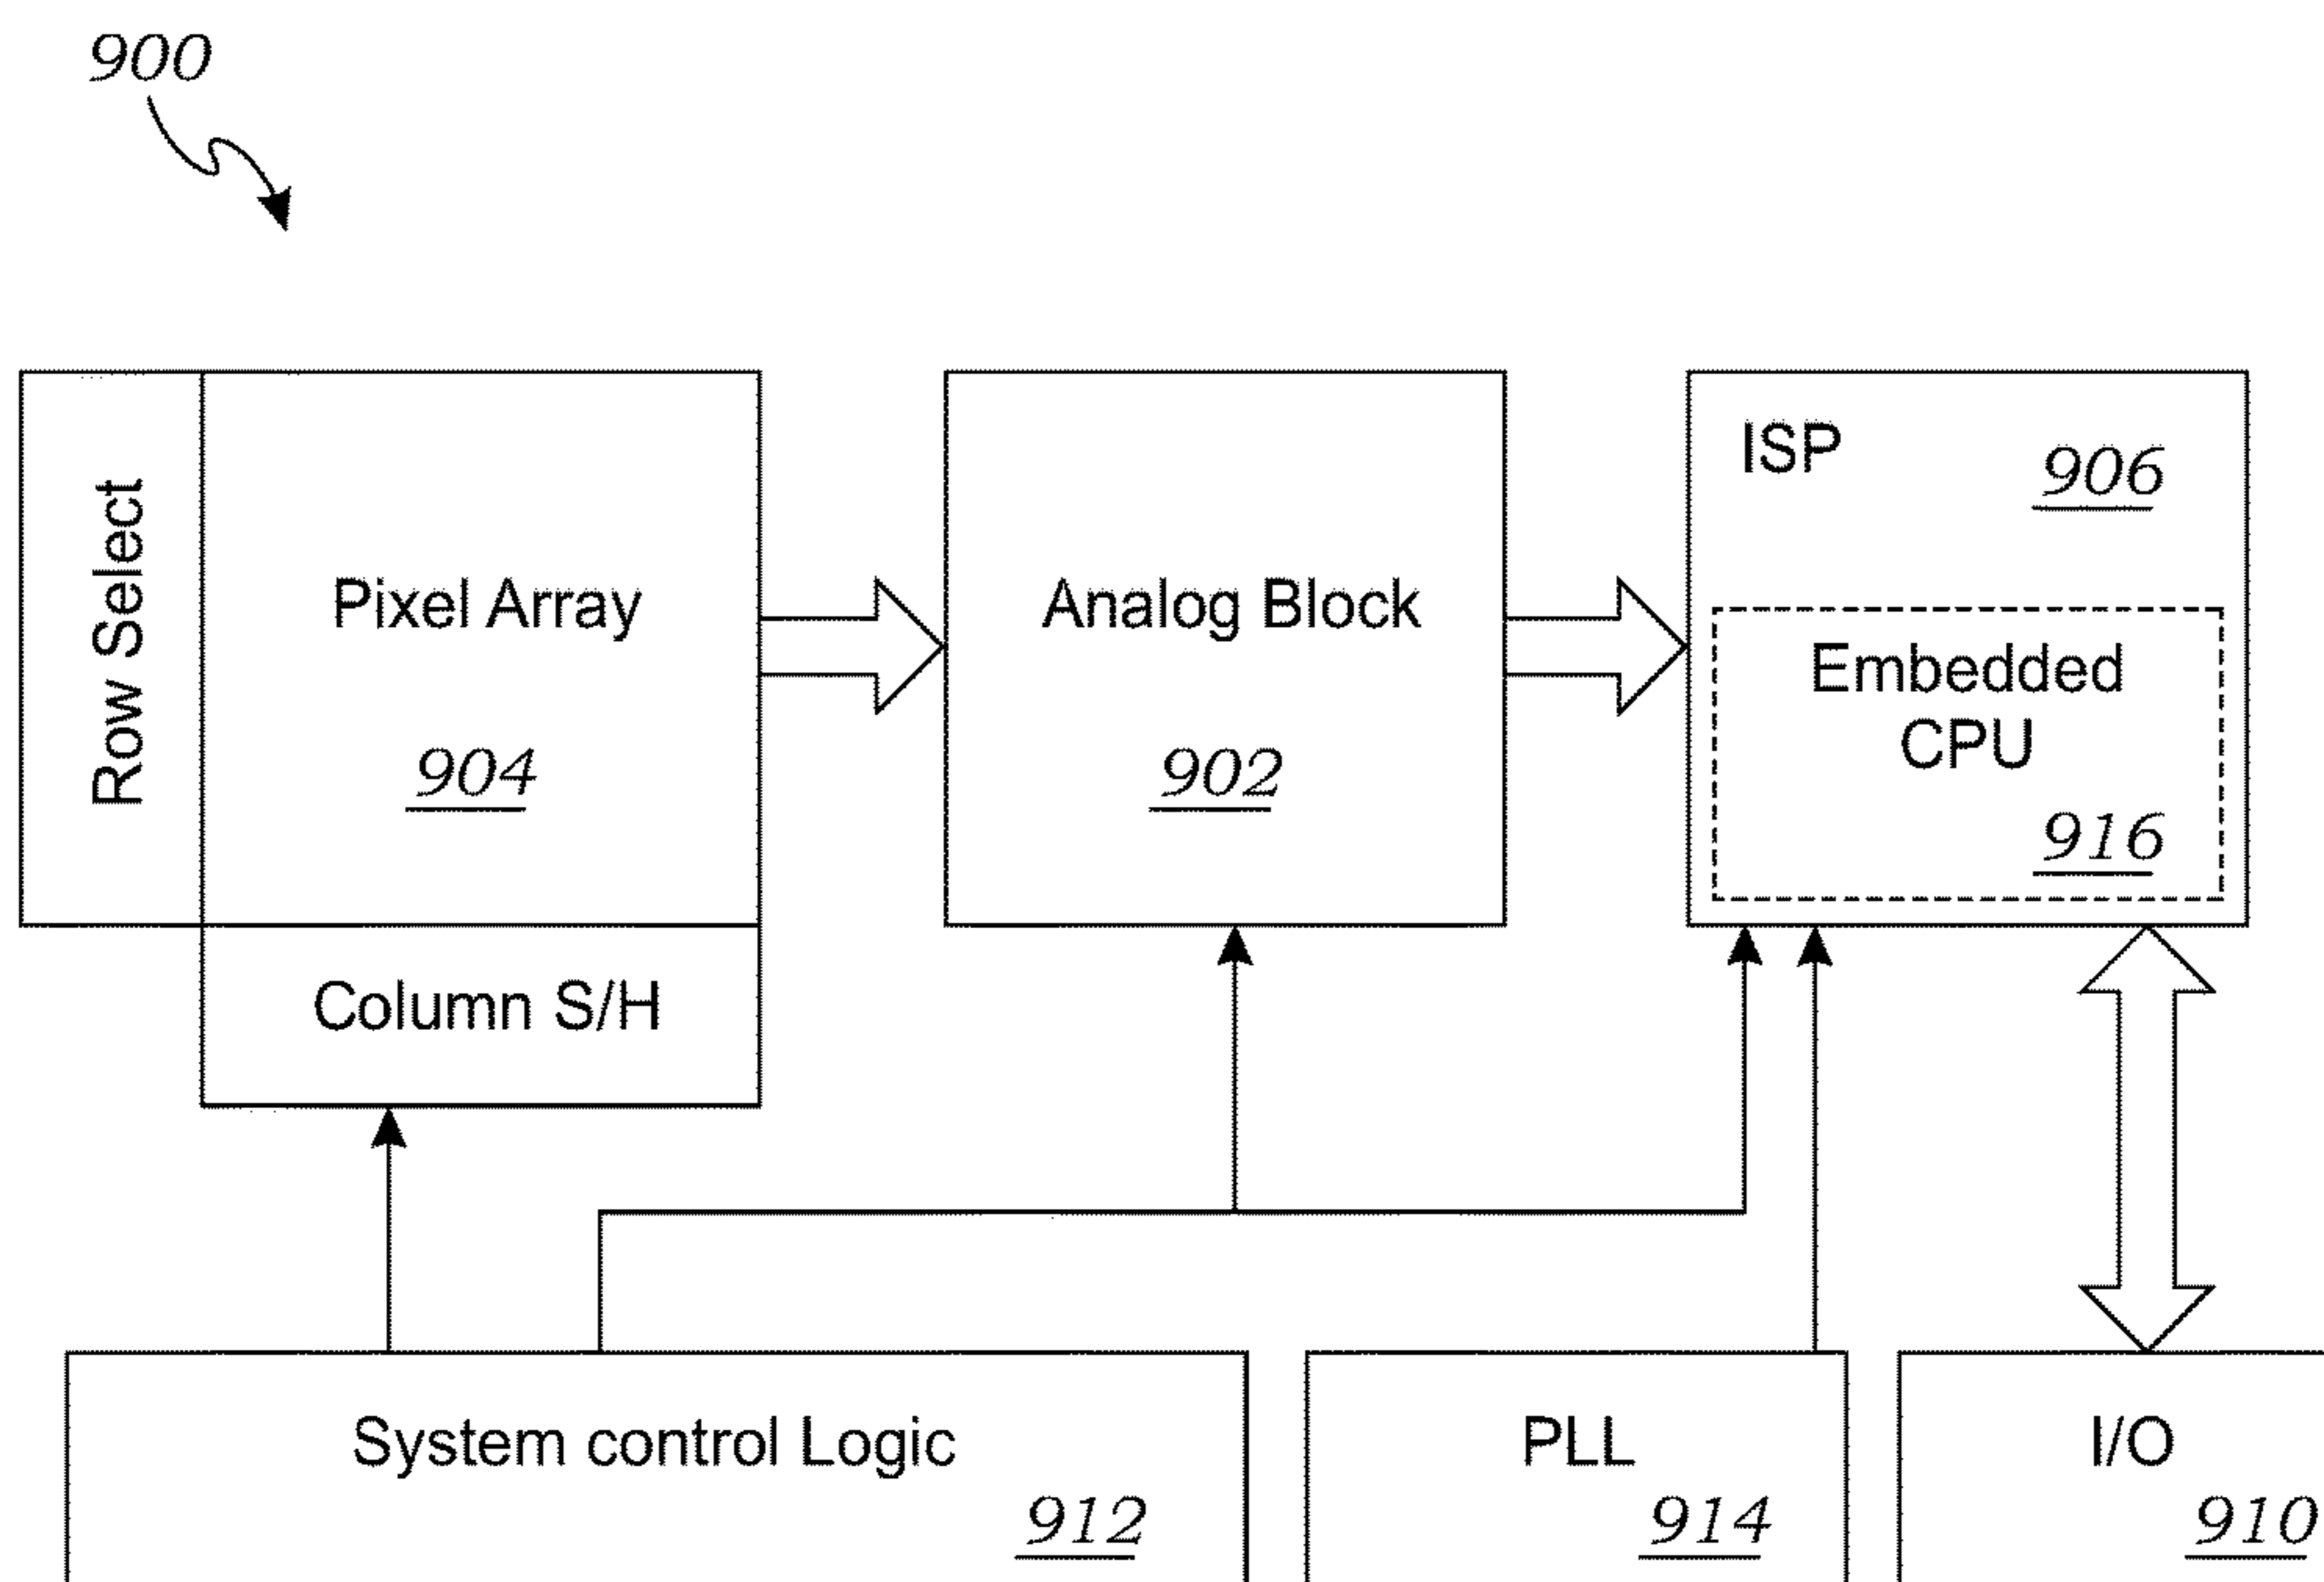 900
Row Select
Pixel Array
904
Column S/H
Analog Block
902
ISP
906
Embedded
CPU
916
System control Logic
912
PLL
914
I/O
910